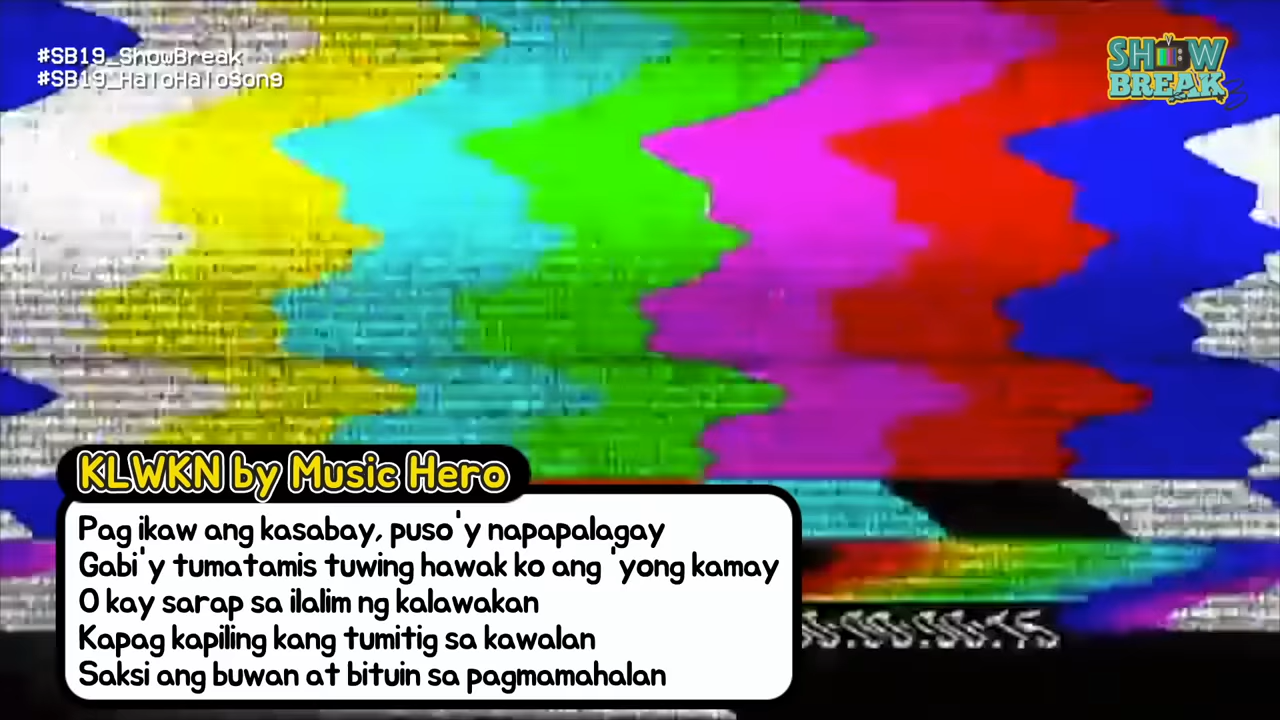 #SB19_ShowBreak
#SB19_HaloHaloSong
SHOW
BREAK
3
KLWKN by Music Hero
Pag ikaw ang kasabay, puso'y napapalagay
Gabi'y tumatamis tuwing hawak ko ang 'yong kamay
O kay sarap sa ilalim ng kalawakan
Kapag kapiling kang tumitig sa kawalan
Saksi ang buwan at bituin sa pagmamahalan